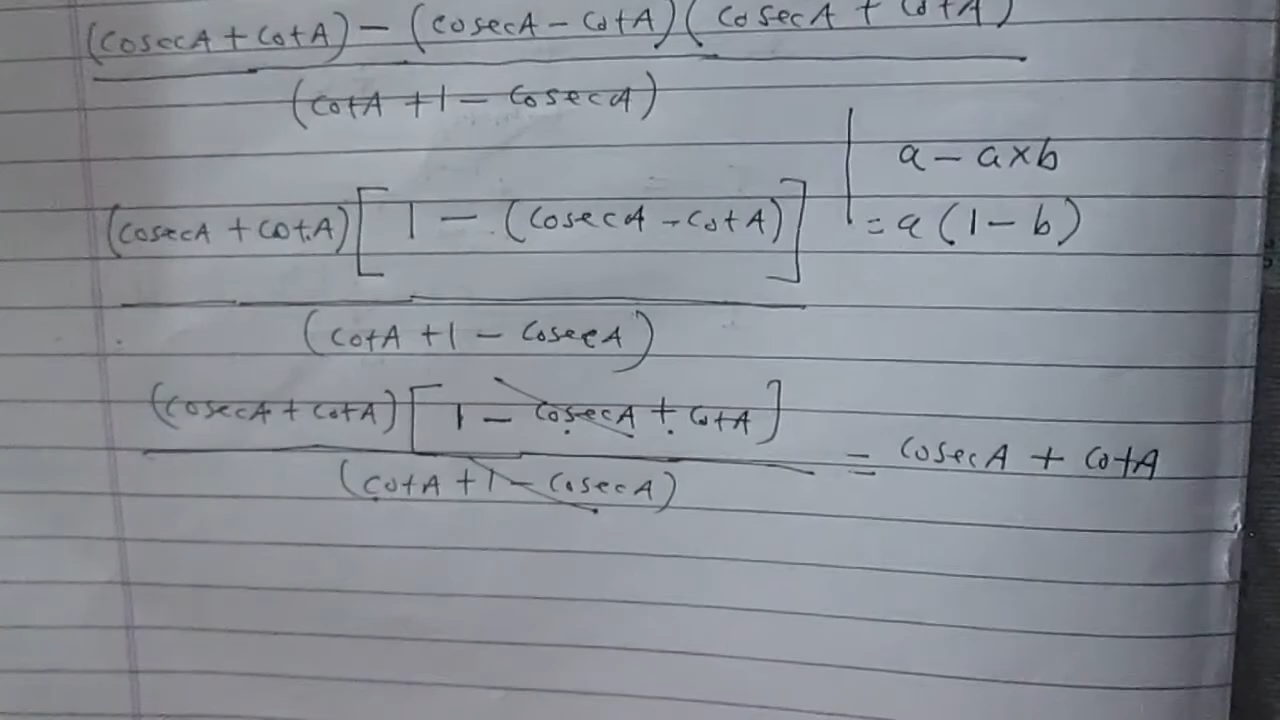 (cosecA + cotA) - (cosecA - cotA)(cosecA + cotA)
(cotA + 1 - cosecA)
a - a×b
(cosecA + cotA)[1 - (cosecA - cotA)]
= a(1 - b)
(cotA + 1 - cosecA)
(cosecA + cotA)[1 - cosecA + cotA]
= cosecA + cotA
(cotA + 1 - cosecA)